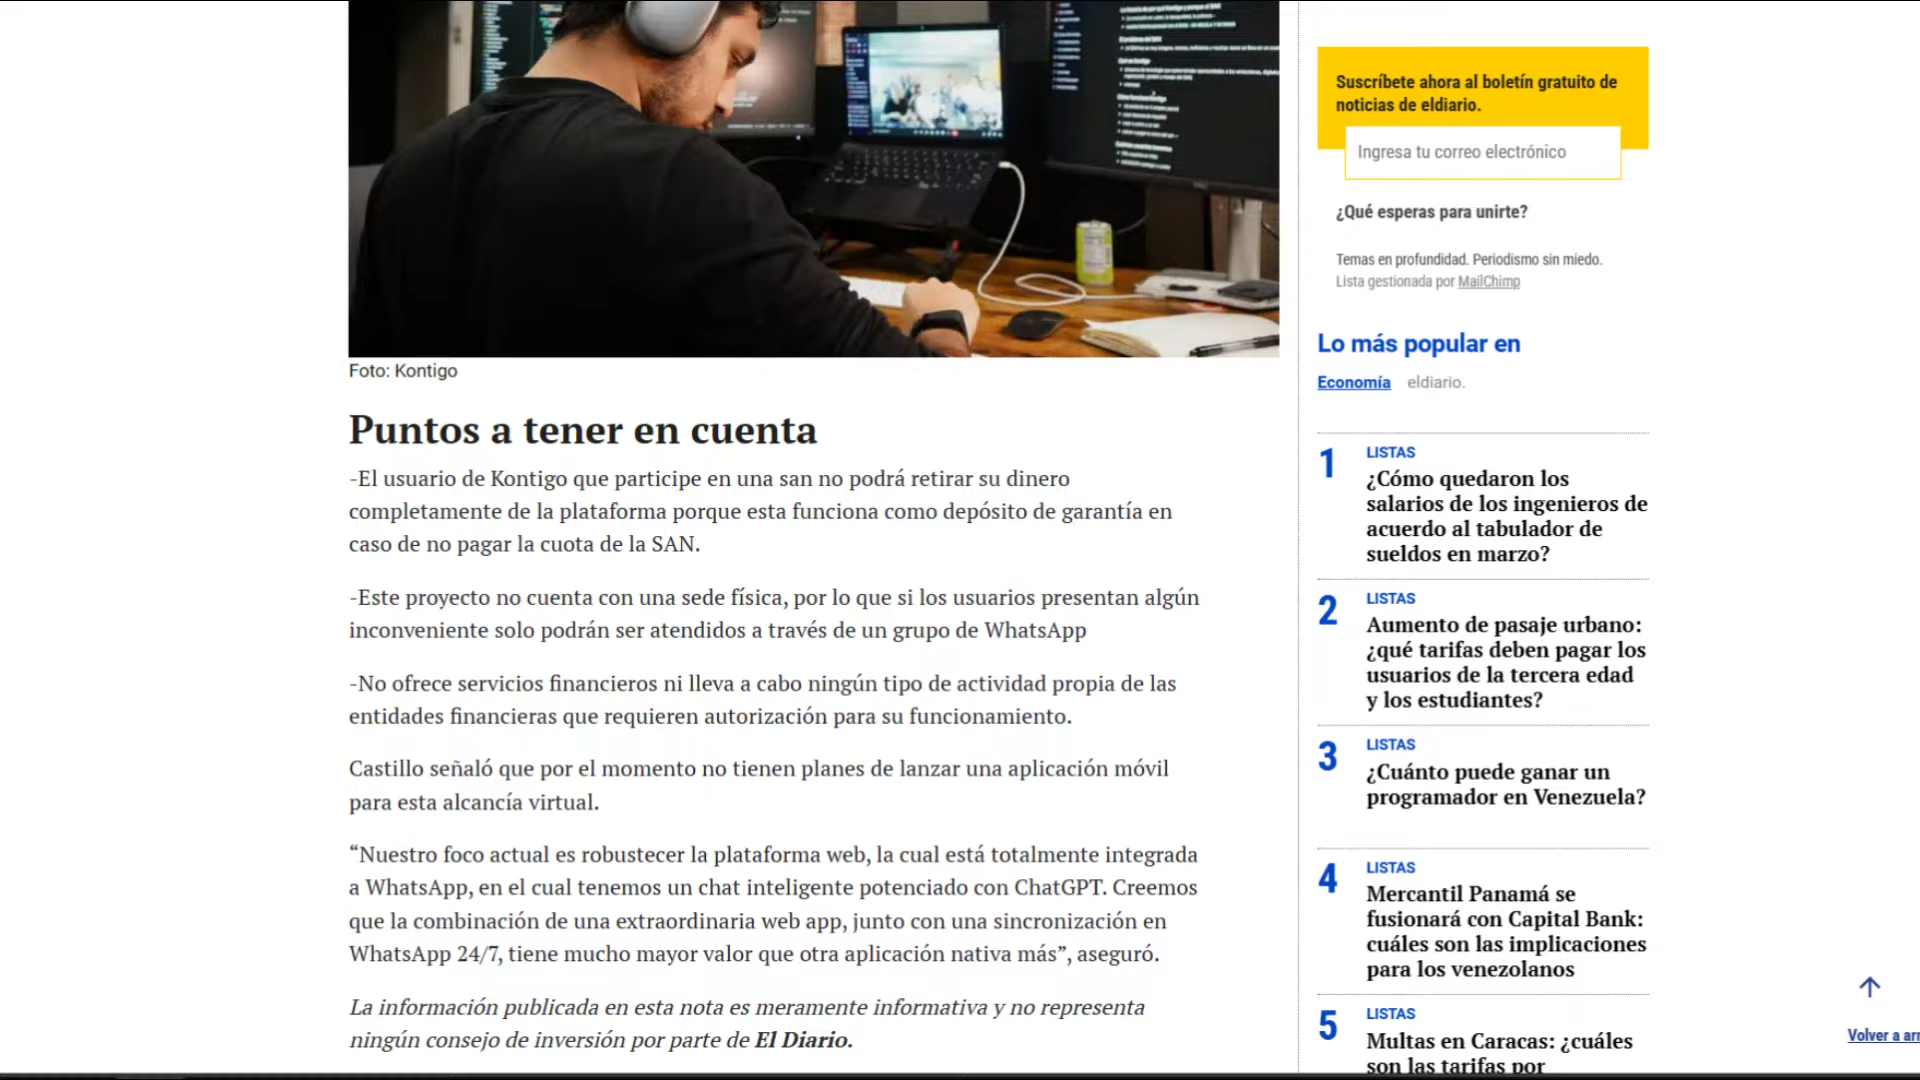 Foto: Kontigo
Puntos a tener en cuenta
-El usuario de Kontigo que participe en una san no podrá retirar su dinero
completamente de la plataforma porque esta funciona como depósito de garantía en
caso de no pagar la cuota de la SAN.
-Este proyecto no cuenta con una sede física, por lo que si los usuarios presentan algún
inconveniente solo podrán ser atendidos a través de un grupo de WhatsApp
-No ofrece servicios financieros ni lleva a cabo ningún tipo de actividad propia de las
entidades financieras que requieren autorización para su funcionamiento.
Castillo señaló que por el momento no tienen planes de lanzar una aplicación móvil
para esta alcancía virtual.
“Nuestro foco actual es robustecer la plataforma web, la cual está totalmente integrada
a WhatsApp, en el cual tenemos un chat inteligente potenciado con ChatGPT. Creemos
que la combinación de una extraordinaria web app, junto con una sincronización en
WhatsApp 24/7, tiene mucho mayor valor que otra aplicación nativa más”, aseguró.
La información publicada en esta nota es meramente informativa y no representa
ningún consejo de inversión por parte de El Diario.
Suscríbete ahora al boletín gratuito de
noticias de eldiario.
Ingresa tu correo electrónico
¿Qué esperas para unirte?
Temas en profundidad. Periodismo sin miedo.
Lista gestionada por MailChimp
Lo más popular en
Economía eldiario.
1 LISTAS
¿Cómo quedaron los
salarios de los ingenieros de
acuerdo al tabulador de
sueldos en marzo?
2 LISTAS
Aumento de pasaje urbano:
¿qué tarifas deben pagar los
usuarios de la tercera edad
y los estudiantes?
3 LISTAS
¿Cuánto puede ganar un
programador en Venezuela?
4 LISTAS
Mercantil Panamá se
fusionará con Capital Bank:
cuáles son las implicaciones
para los venezolanos
5 LISTAS
Multas en Caracas: ¿cuáles
son las tarifas por
Volver a arr